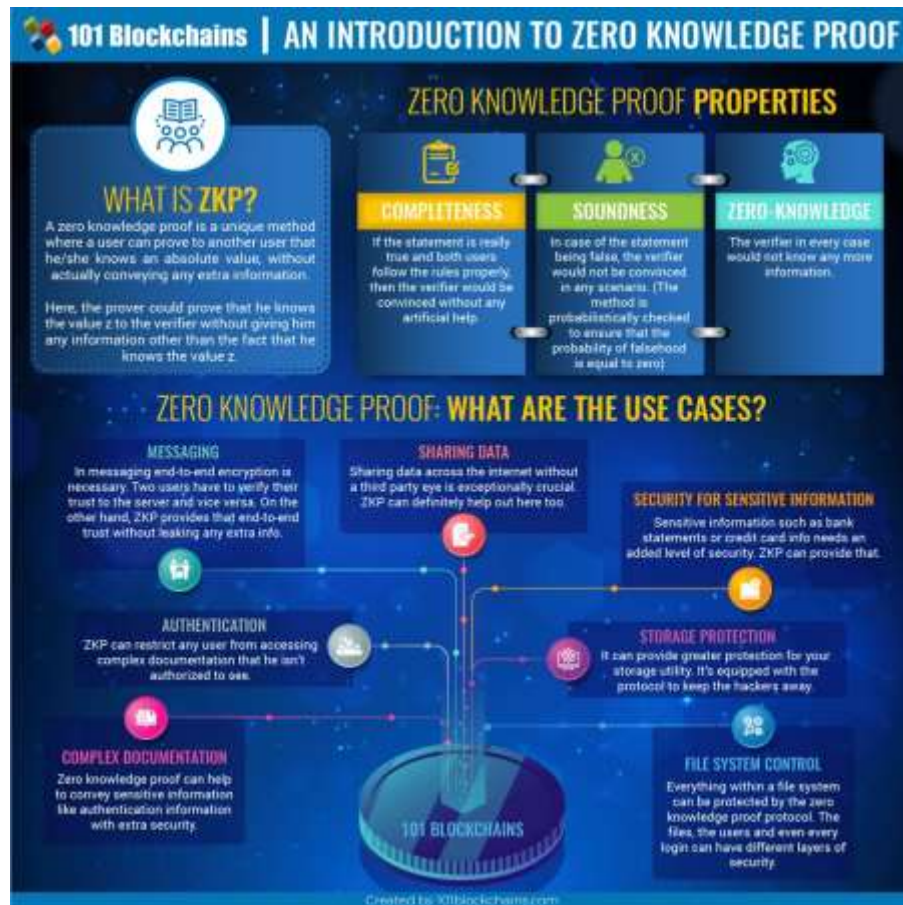 101 Blockchains | AN INTRODUCTION TO ZERO KNOWLEDGE PROOF
WHAT IS ZKP?
A zero knowledge proof is a unique method
where a user can prove to another user that
he/she knows an absolute value, without
actually conveying any extra information.
Here, the prover could prove that he knows
the value z to the verifier without giving him
any information other than the fact that he
knows the value z.
ZERO KNOWLEDGE PROOF PROPERTIES
COMPLETENESS
If the statement is really
true and both users
follow the rules properly,
then the verifier would be
convinced without any
artificial help.
SOUNDNESS
In case of the statement
being false, the verifier
would not be convinced
in any scenario. (The
method is
probabilistically checked
to ensure that the
probability of falsehood
is equal to zero)
ZERO-KNOWLEDGE
The verifier in every case
would not know any more
information.
ZERO KNOWLEDGE PROOF: WHAT ARE THE USE CASES?
MESSAGING
In messaging end-to-end encryption is
necessary. Two users have to verify their
trust to the server and vice versa. On the
other hand, ZKP provides that end-to-end
trust without leaking any extra info.
SHARING DATA
Sharing data across the internet without
a third party eye is exceptionally crucial.
ZKP can definitely help out here too.
SECURITY FOR SENSITIVE INFORMATION
Sensitive information such as bank
statements or credit card info needs an
added level of security. ZKP can provide that.
AUTHENTICATION
ZKP can restrict any user from accessing
complex documentation that he isn't
authorized to see.
STORAGE PROTECTION
It can provide greater protection for your
storage utility. It's equipped with the
protocol to keep the hackers away.
COMPLEX DOCUMENTATION
Zero knowledge proof can help
to convey sensitive information
like authentication information
with extra security.
FILE SYSTEM CONTROL
Everything within a file system
can be protected by the zero
knowledge proof protocol. The
files, the users and even every
login can have different layers of
security.
101 BLOCKCHAINS
Created by 101blockchains.com